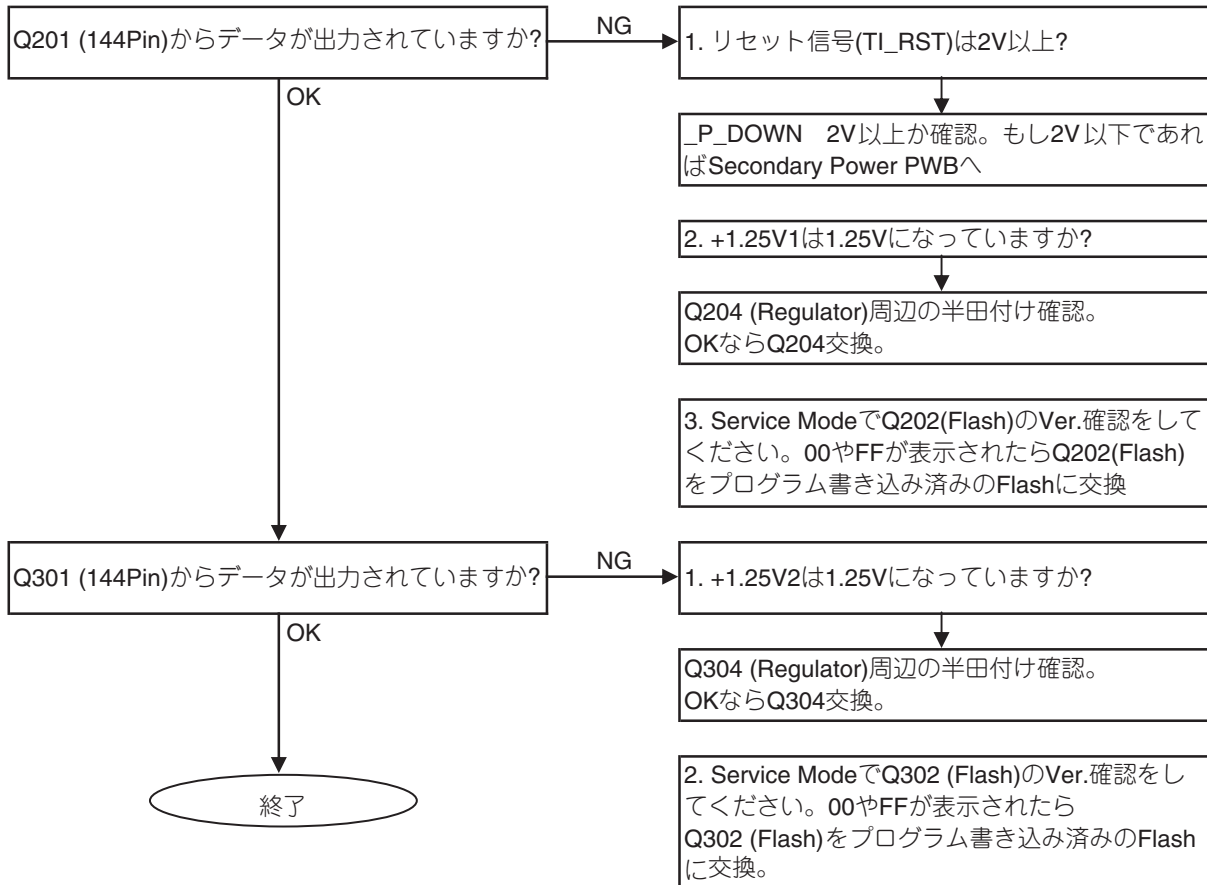 Q201 (144Pin)からデータが出力されていますか?
NG
1. リセット信号(TI_RST)は2V以上?
OK
_P_DOWN　2V以上か確認。もし2V以下であれ
ばSecondary Power PWBへ
2. +1.25V1は1.25Vになっていますか?
Q204 (Regulator)周辺の半田付け確認。
OKならQ204交換。
3. Service ModeでQ202(Flash)のVer.確認をして
ください。00やFFが表示されたらQ202(Flash)
をプログラム書き込み済みのFlashに交換
Q301 (144Pin)からデータが出力されていますか?
NG
1. +1.25V2は1.25Vになっていますか?
OK
Q304 (Regulator)周辺の半田付け確認。
OKならQ304交換。
2. Service ModeでQ302 (Flash)のVer.確認をし
てください。00やFFが表示されたら
Q302 (Flash)をプログラム書き込み済みのFlash
に交換。
終了